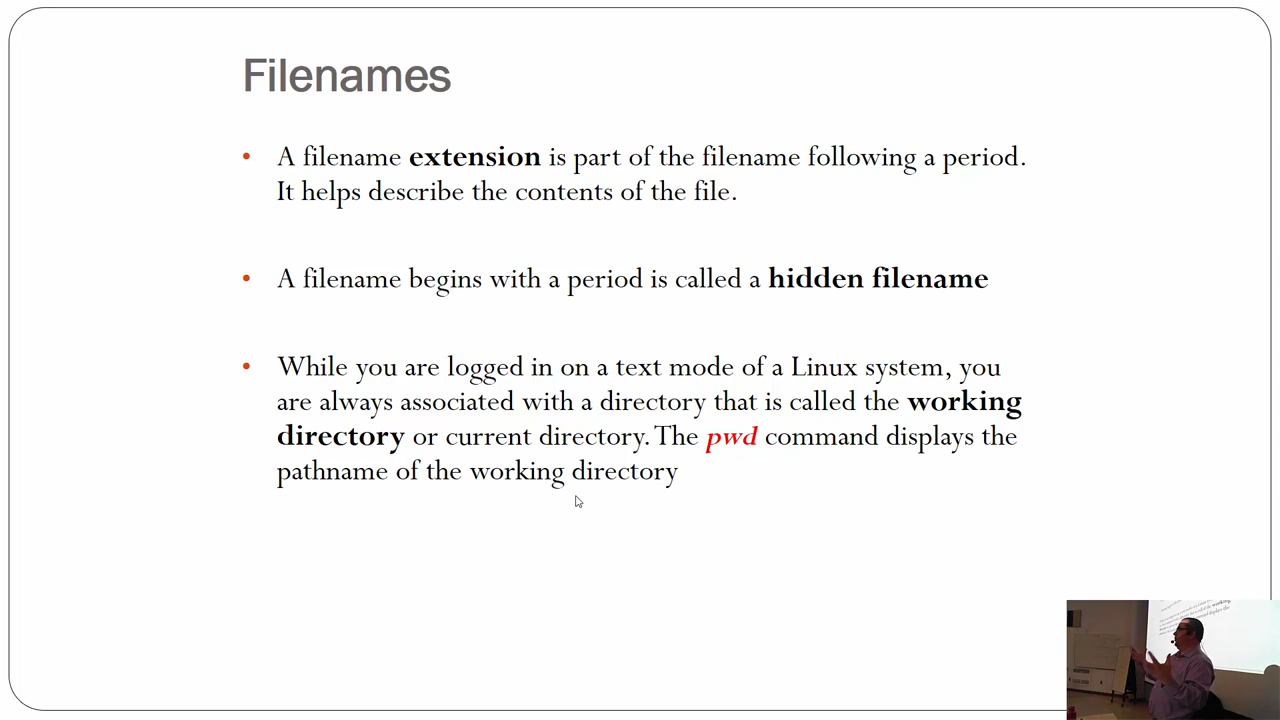 Filenames
• A filename extension is part of the filename following a period.
It helps describe the contents of the file.
• A filename begins with a period is called a hidden filename
• While you are logged in on a text mode of a Linux system, you
are always associated with a directory that is called the working
directory or current directory. The pwd command displays the
pathname of the working directory